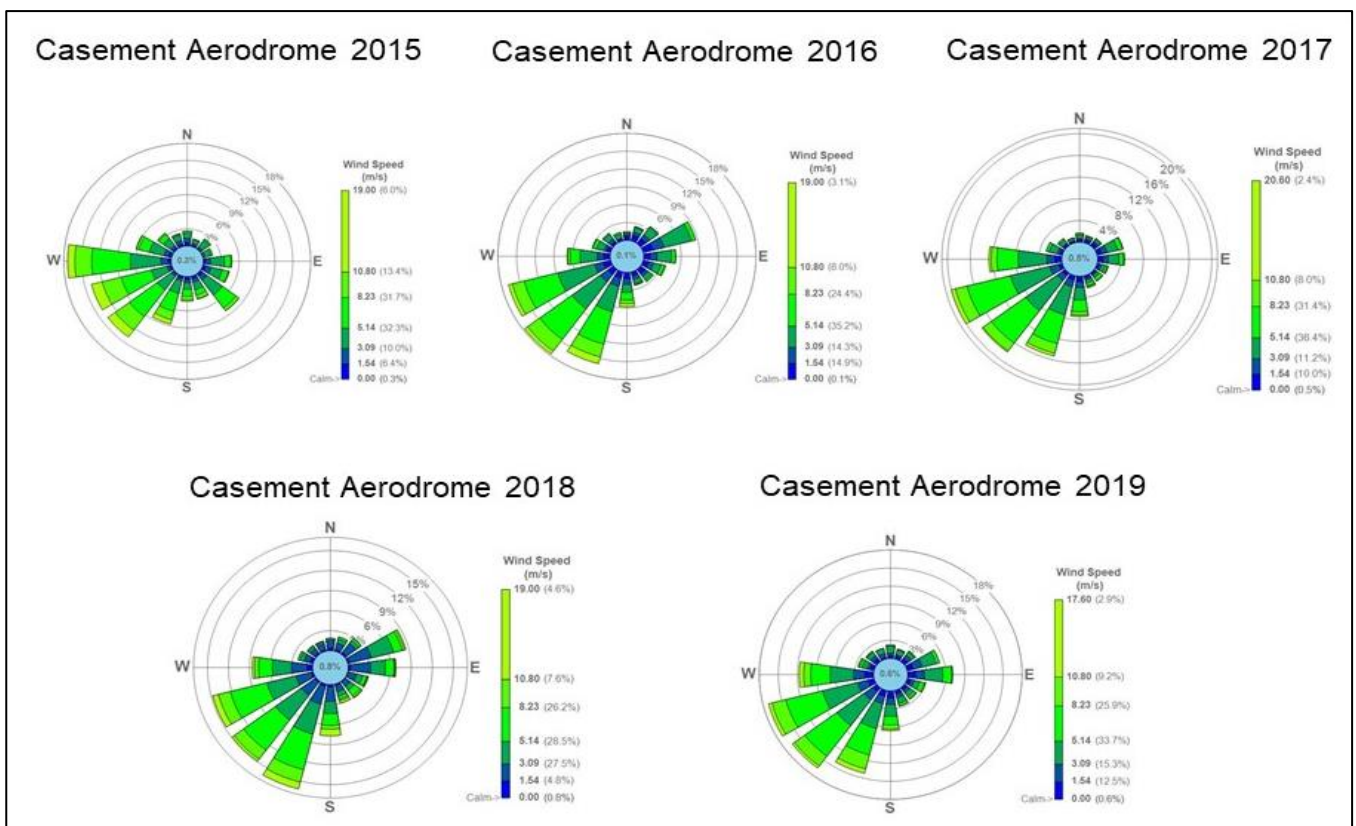 Casement Aerodrome 2015
N
W
E
S
18%
15%
12%
9%
6%
0.3%
Wind Speed
(m/s)
19.00 (6.0%)
10.80 (13.4%)
8.23 (31.7%)
5.14 (32.3%)
3.09 (10.0%)
1.54 (6.4%)
Calm-> 0.00 (0.3%)
Casement Aerodrome 2016
N
W
E
S
18%
15%
12%
9%
6%
0.1%
Wind Speed
(m/s)
19.00 (3.1%)
10.80 (8.0%)
8.23 (24.4%)
5.14 (35.2%)
3.09 (14.3%)
1.54 (14.9%)
Calm-> 0.00 (0.1%)
Casement Aerodrome 2017
N
W
E
S
20%
16%
12%
8%
4%
0.5%
Wind Speed
(m/s)
20.60 (2.4%)
10.80 (8.0%)
8.23 (31.4%)
5.14 (36.4%)
3.09 (11.2%)
1.54 (10.0%)
Calm-> 0.00 (0.5%)
Casement Aerodrome 2018
N
W
E
S
15%
12%
9%
6%
0.8%
Wind Speed
(m/s)
19.00 (4.6%)
10.80 (7.6%)
8.23 (26.2%)
5.14 (28.5%)
3.09 (27.5%)
1.54 (4.8%)
Calm-> 0.00 (0.8%)
Casement Aerodrome 2019
N
W
E
S
18%
15%
12%
9%
6%
0.6%
Wind Speed
(m/s)
17.60 (2.9%)
10.80 (9.2%)
8.23 (25.9%)
5.14 (33.7%)
3.09 (15.3%)
1.54 (12.5%)
Calm-> 0.00 (0.6%)